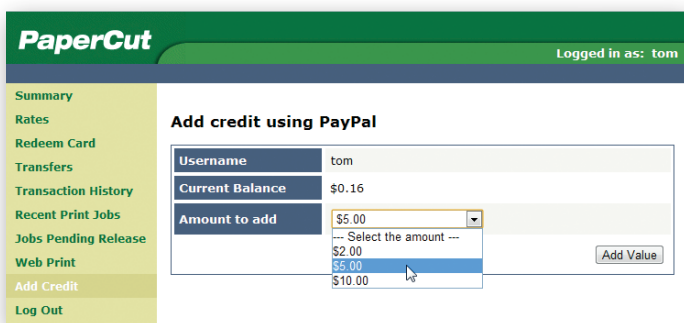 PaperCut
Logged in as: tom
Summary
Rates
Redeem Card
Transfers
Transaction History
Recent Print Jobs
Jobs Pending Release
Web Print
Add Credit
Log Out
Add credit using PayPal
Username tom
Current Balance $0.16
Amount to add $5.00
--- Select the amount ---
$2.00
$5.00
$10.00
Add Value